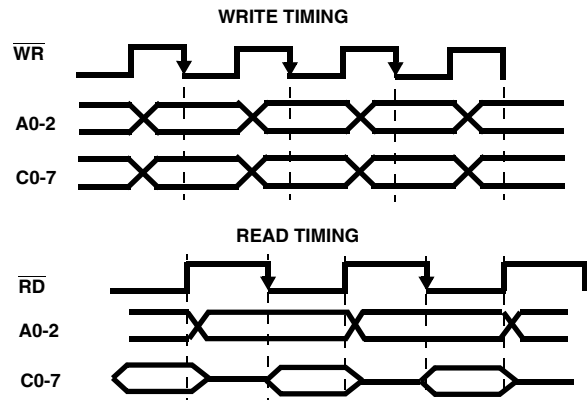 WRITE TIMING
WR
A0-2
C0-7
READ TIMING
RD
A0-2
C0-7